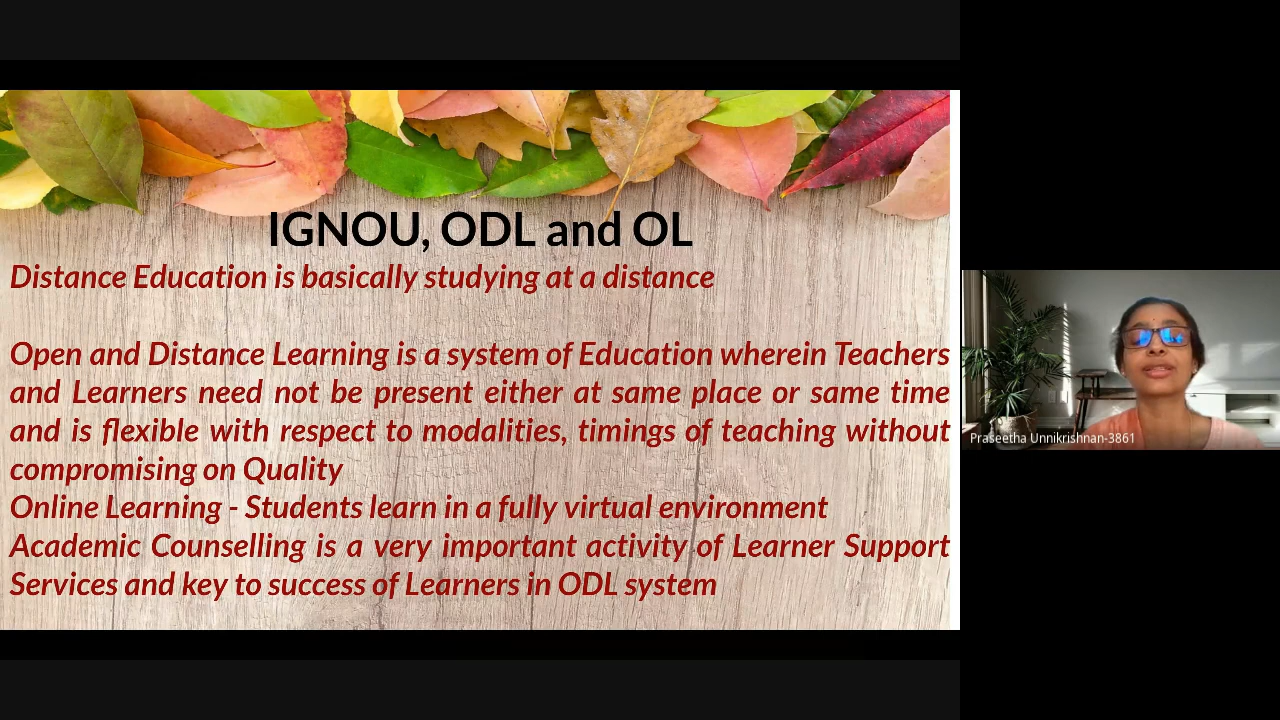 IGNOU, ODL and OL
Distance Education is basically studying at a distance
Open and Distance Learning is a system of Education wherein Teachers
and Learners need not be present either at same place or same time
and is flexible with respect to modalities, timings of teaching without
compromising on Quality
Online Learning - Students learn in a fully virtual environment
Academic Counselling is a very important activity of Learner Support
Services and key to success of Learners in ODL system
Praseetha Unnikrishnan-3861